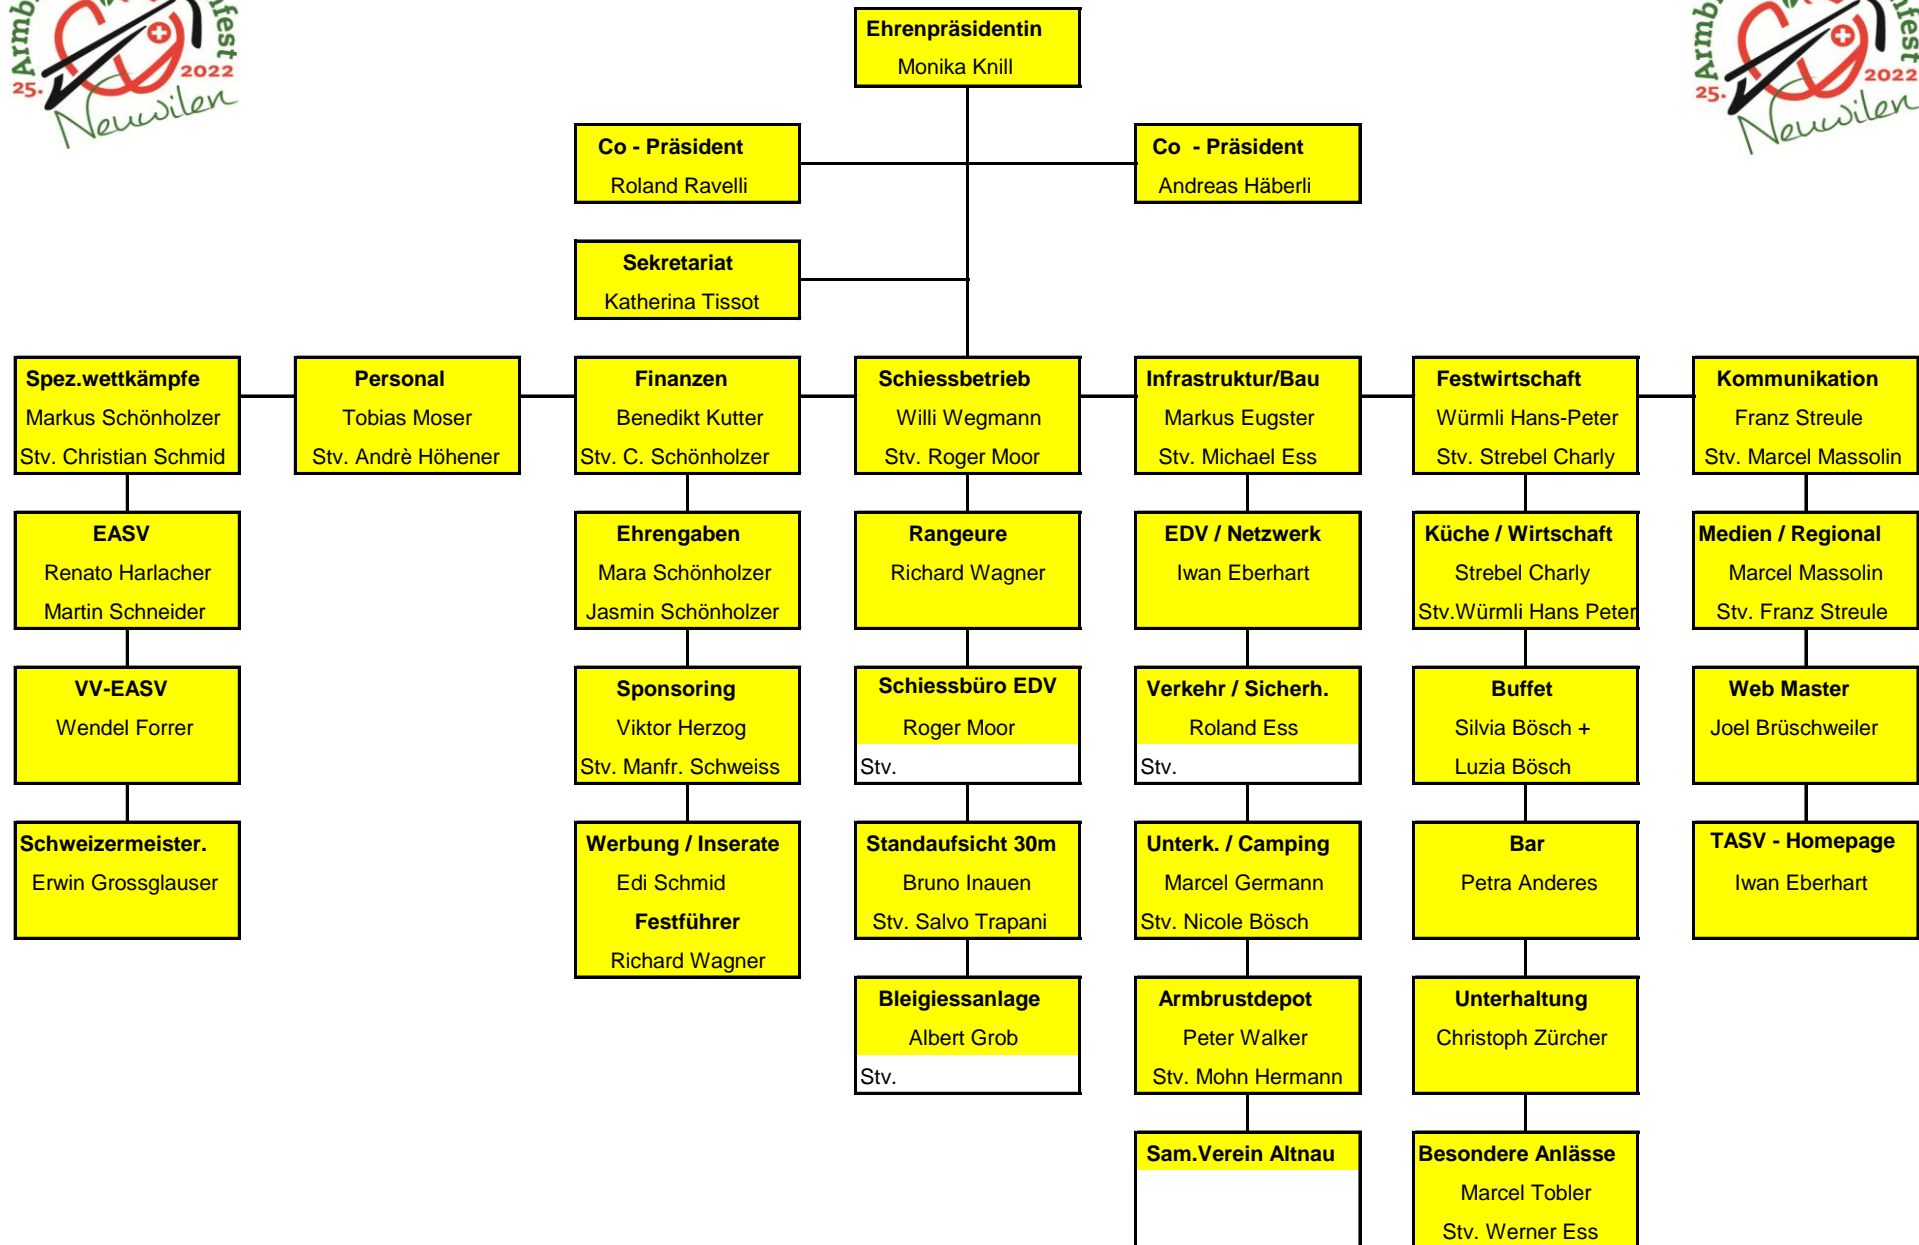 25.
2022
Neuwilen
25.
2022
Neuwilen
Ehrenpräsidentin
Monika Knill
Co - Präsident
Roland Ravelli
Co  - Präsident
Andreas Häberli
Sekretariat
Katherina Tissot
Spez.wettkämpfe
Markus Schönholzer
Stv. Christian Schmid
Personal
Tobias Moser
Stv. Andrè Höhener
Finanzen
Benedikt Kutter
Stv. C. Schönholzer
Schiessbetrieb
Willi Wegmann
Stv. Roger Moor
Infrastruktur/Bau
Markus Eugster
Stv. Michael Ess
Festwirtschaft
Würmli Hans-Peter
Stv. Strebel Charly
Kommunikation
Franz Streule
Stv. Marcel Massolin
EASV
Renato Harlacher
Martin Schneider
Ehrengaben
Mara Schönholzer
Jasmin Schönholzer
Rangeure
Richard Wagner
EDV / Netzwerk
Iwan Eberhart
Küche / Wirtschaft
Strebel Charly
Stv.Würmli Hans Peter
Medien / Regional
Marcel Massolin
Stv. Franz Streule
VV-EASV
Wendel Forrer
Sponsoring
Viktor Herzog
Stv. Manfr. Schweiss
Schiessbüro EDV
Roger Moor
Stv.
Verkehr / Sicherh.
Roland Ess
Stv.
Buffet
Silvia Bösch +
Luzia Bösch
Web Master
Joel Brüschweiler
Schweizermeister.
Erwin Grossglauser
Werbung / Inserate
Edi Schmid
Festführer
Richard Wagner
Standaufsicht 30m
Bruno Inauen
Stv. Salvo Trapani
Unterk. / Camping
Marcel Germann
Stv. Nicole Bösch
Bar
Petra Anderes
TASV - Homepage
Iwan Eberhart
Bleigiessanlage
Albert Grob
Stv.
Armbrustdepot
Peter Walker
Stv. Mohn Hermann
Unterhaltung
Christoph Zürcher
Sam.Verein Altnau
Besondere Anlässe
Marcel Tobler
Stv. Werner Ess